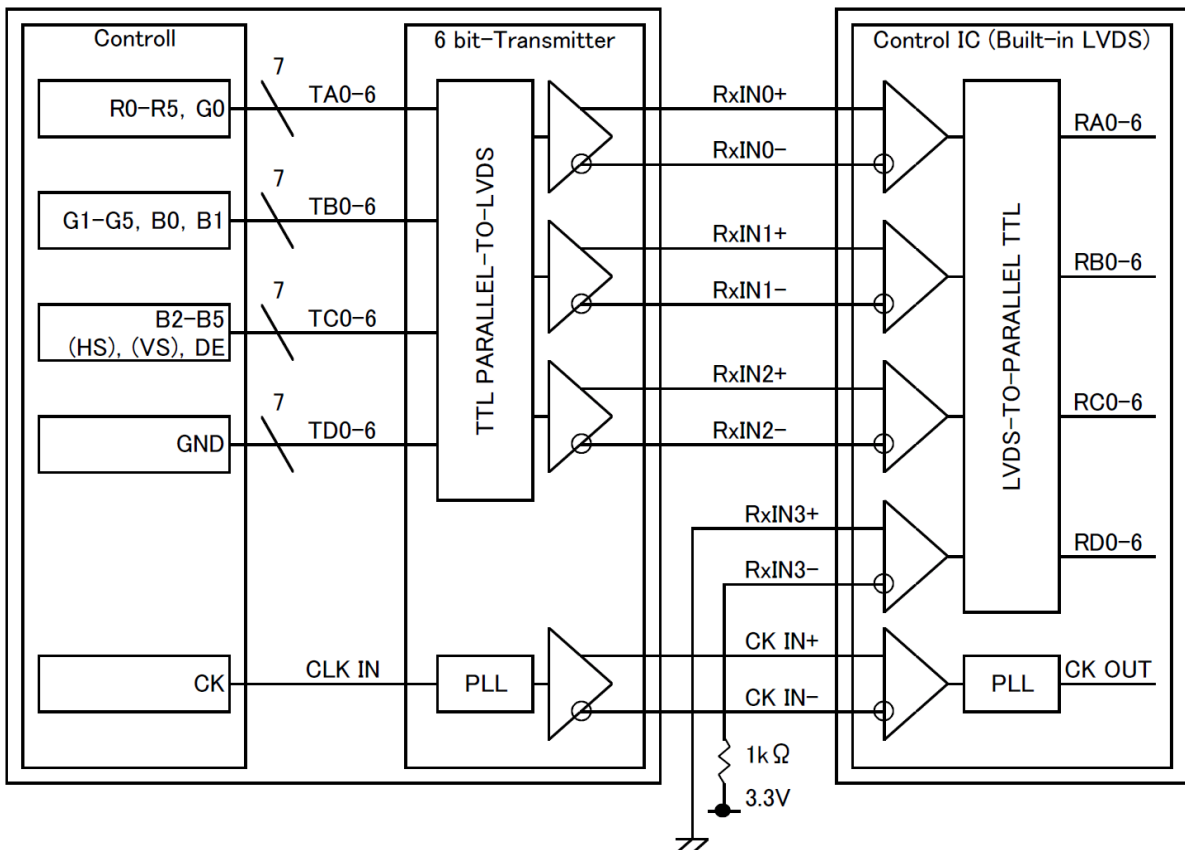 Controll
6 bit-Transmitter
Control IC (Built-in LVDS)
7
R0-R5, G0
TA0-6
RxIN0+
RxIN0-
RA0-6
7
G1-G5, B0, B1
TB0-6
RxIN1+
RxIN1-
RB0-6
7
B2-B5
(HS), (VS), DE
TC0-6
RxIN2+
RxIN2-
RC0-6
7
GND
TD0-6
TTL PARALLEL-TO-LVDS
LVDS-TO-PARALLEL TTL
RxIN3+
RxIN3-
RD0-6
CK
CLK IN
PLL
CK IN+
CK IN-
PLL
CK OUT
1kΩ
3.3V